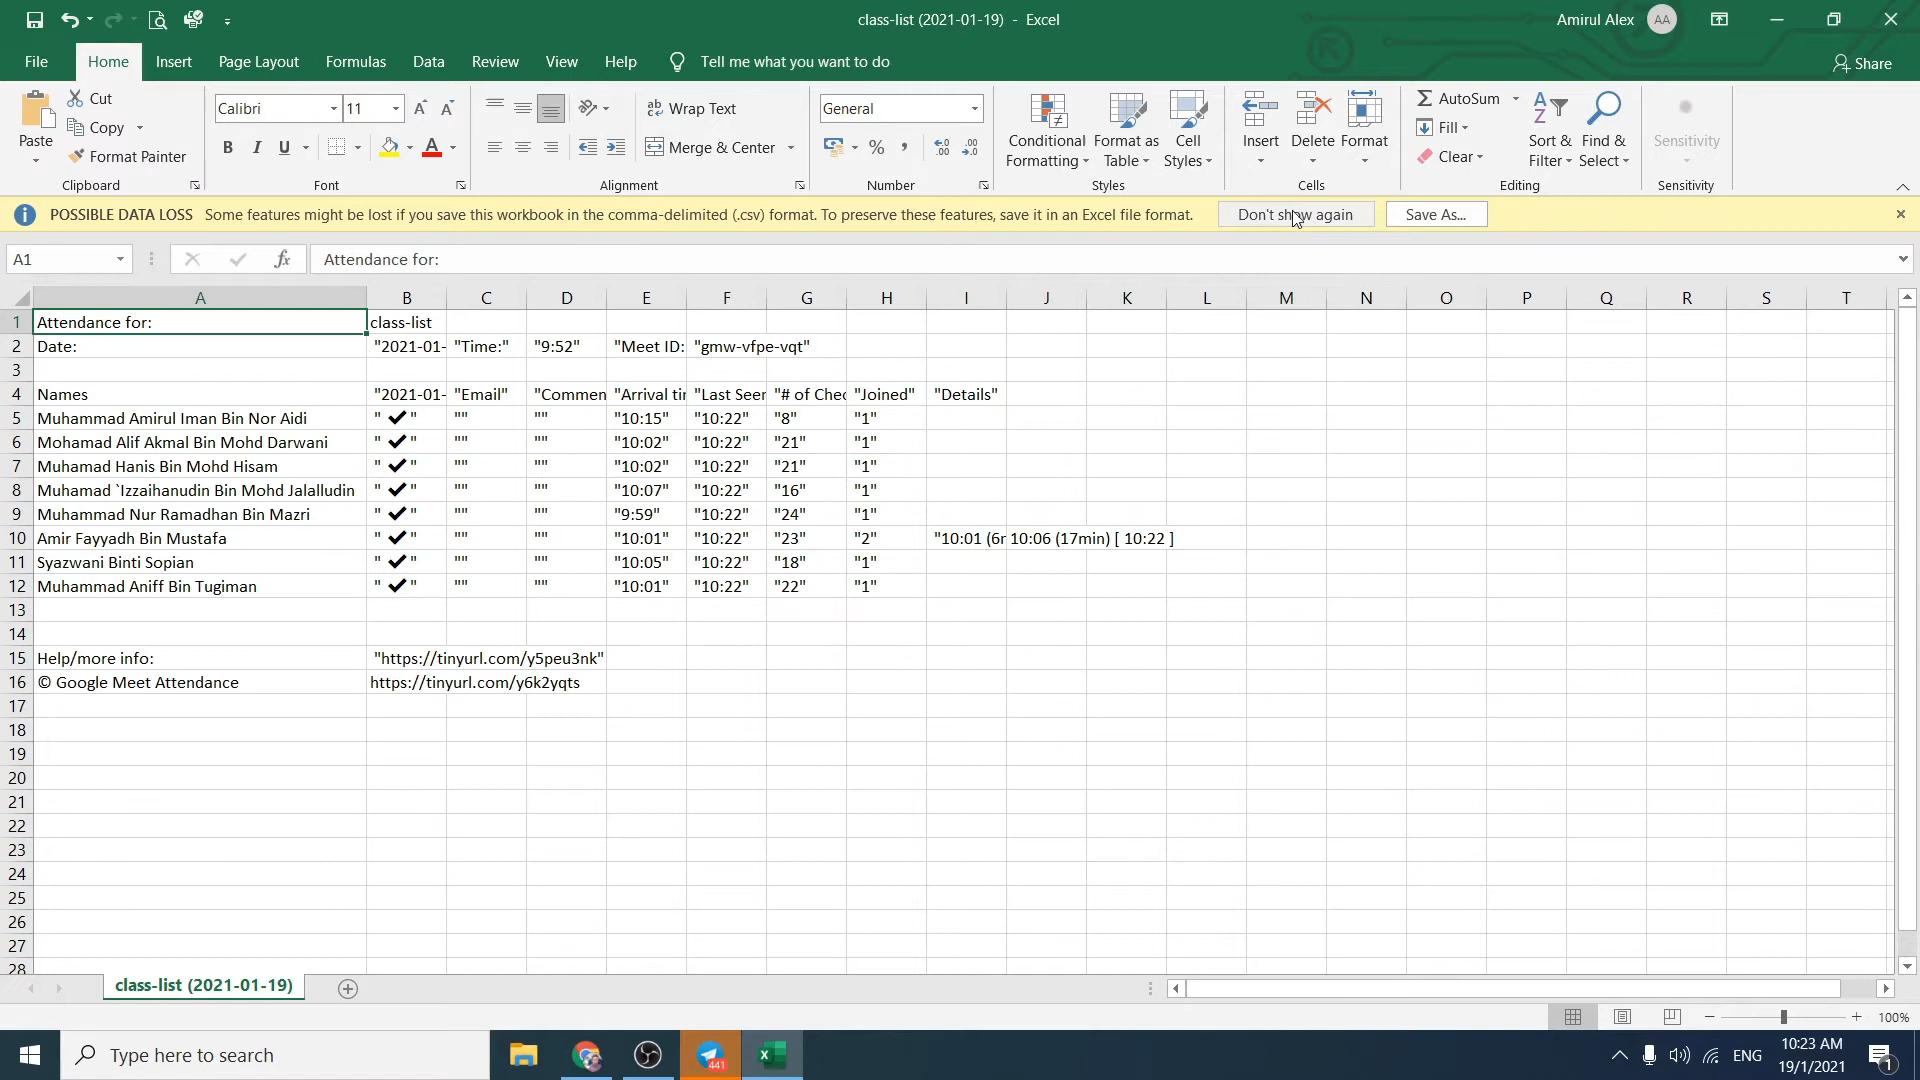 class-list (2021-01-19) - Excel
Amirul Alex AA
File Home Insert Page Layout Formulas Data Review View Help Tell me what you want to do Share
Paste Cut Copy Format Painter Clipboard
Calibri 11 B I U Font
Wrap Text Merge & Center Alignment
General % Number
Conditional Formatting Format as Table Cell Styles Styles
Insert Delete Format Cells
AutoSum Fill Clear Sort & Filter Find & Select Editing
Sensitivity Sensitivity
POSSIBLE DATA LOSS Some features might be lost if you save this workbook in the comma-delimited (.csv) format. To preserve these features, save it in an Excel file format. Don't show again Save As...
A1 fx Attendance for:
A B C D E F G H I J K L M N O P Q R S T
1 Attendance for: class-list
2 Date: "2021-01- "Time:" "9:52" "Meet ID: "gmw-vfpe-vqt"
3
4 Names "2021-01- "Email" "Commen "Arrival tir "Last Seer "# of Chec "Joined" "Details"
5 Muhammad Amirul Iman Bin Nor Aidi " ✔ " "" "" "10:15" "10:22" "8" "1"
6 Mohamad Alif Akmal Bin Mohd Darwani " ✔ " "" "" "10:02" "10:22" "21" "1"
7 Muhamad Hanis Bin Mohd Hisam " ✔ " "" "" "10:02" "10:22" "21" "1"
8 Muhamad `Izzaihanudin Bin Mohd Jalalludin " ✔ " "" "" "10:07" "10:22" "16" "1"
9 Muhammad Nur Ramadhan Bin Mazri " ✔ " "" "" "9:59" "10:22" "24" "1"
10 Amir Fayyadh Bin Mustafa " ✔ " "" "" "10:01" "10:22" "23" "2" "10:01 (6r 10:06 (17min) [ 10:22 ]
11 Syazwani Binti Sopian " ✔ " "" "" "10:05" "10:22" "18" "1"
12 Muhammad Aniff Bin Tugiman " ✔ " "" "" "10:01" "10:22" "22" "1"
13
14
15 Help/more info: "https://tinyurl.com/y5peu3nk"
16 © Google Meet Attendance https://tinyurl.com/y6k2yqts
17
18
19
20
21
22
23
24
25
26
27
28
class-list (2021-01-19)
100%
Type here to search
441
ENG
10:23 AM
19/1/2021
1